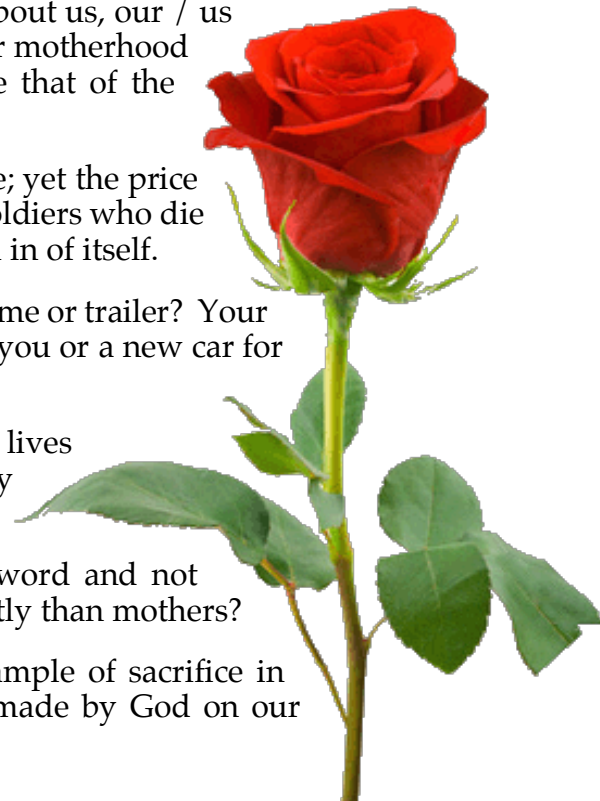 bout us, our / us
r motherhood
e that of the
e; yet the price
oldiers who die
in of itself.
me or trailer? Your
you or a new car for
lives
y
word and not
tly than mothers?
ample of sacrifice in
made by God on our